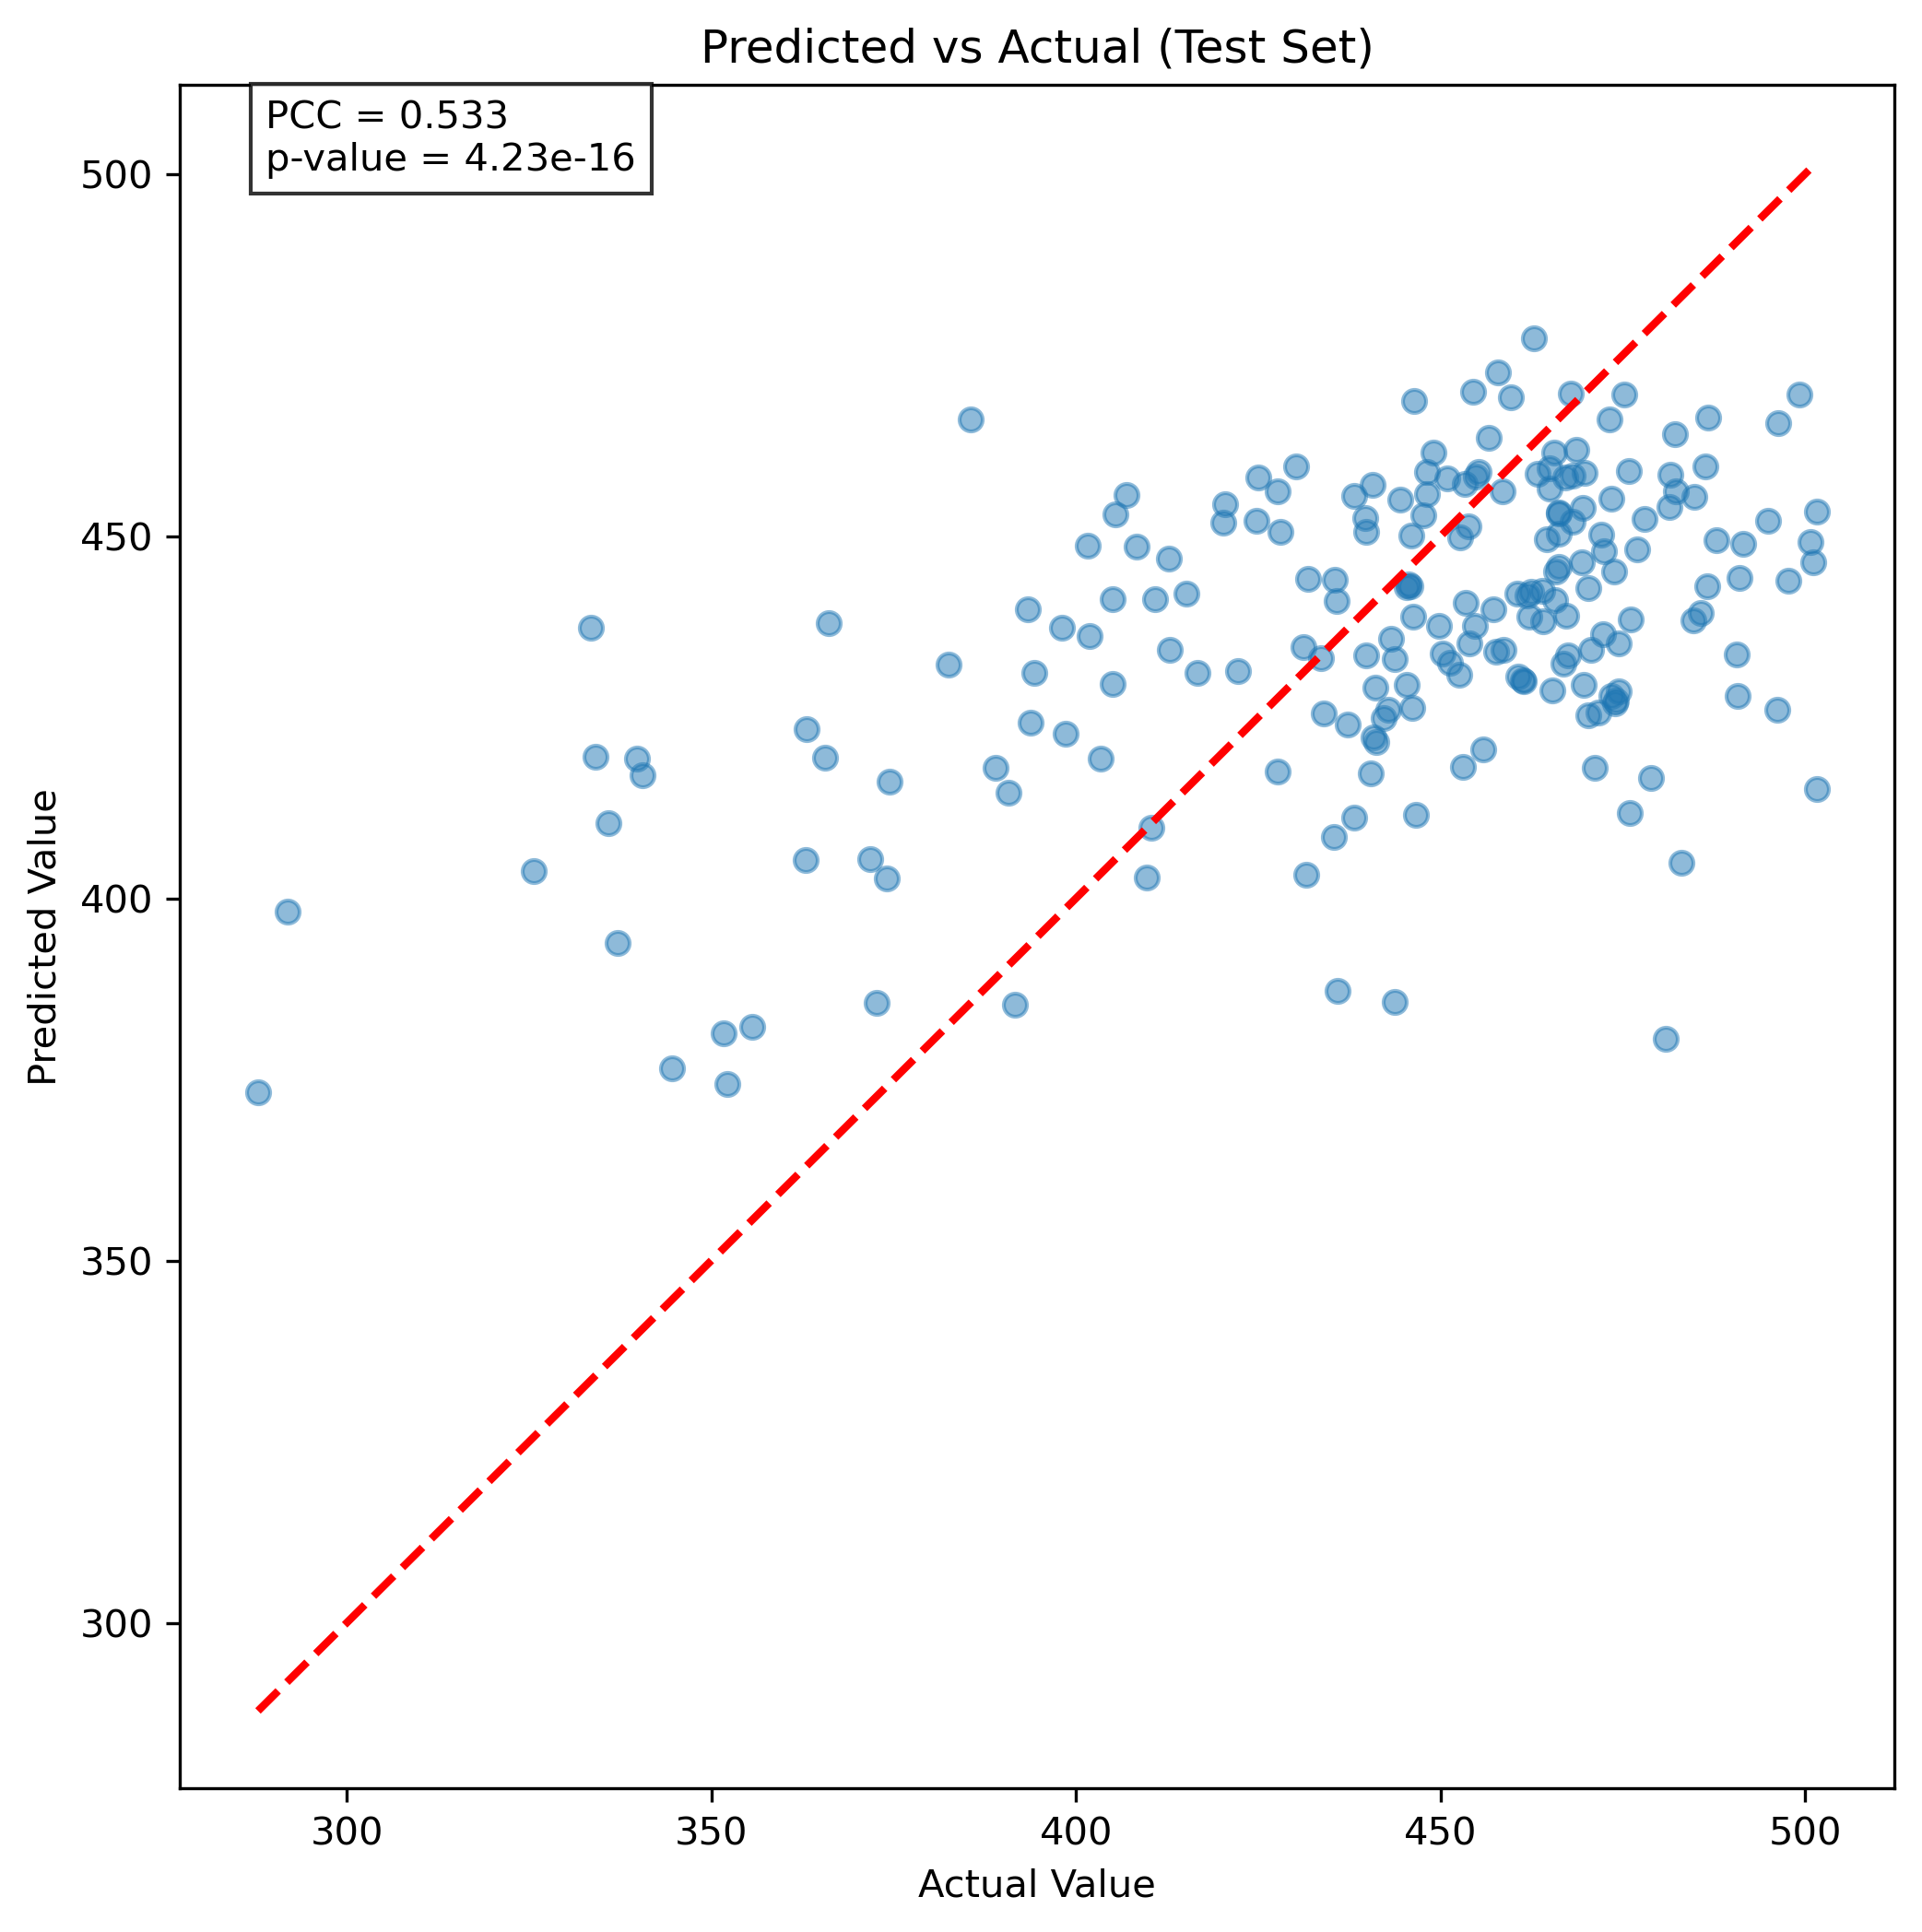 Predicted vs Actual (Test Set)
PCC = 0.533
p-value = 4.23e-16
500
450
400
350
300
Predicted Value
300
350
400
450
500
Actual Value